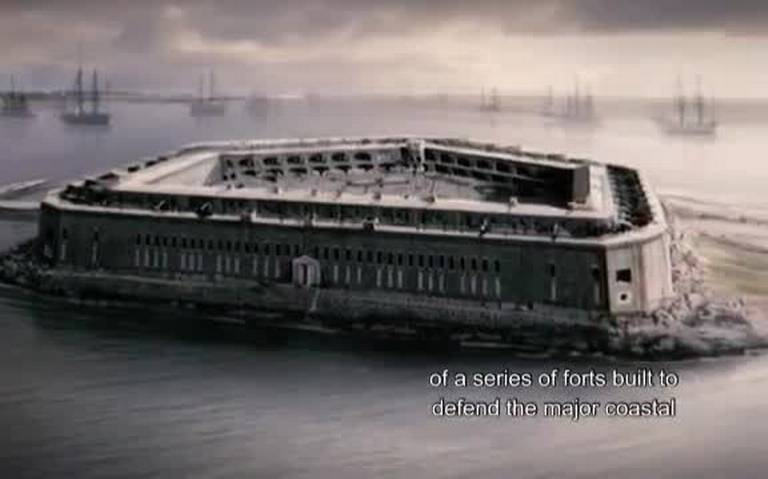 of a series of forts built to
defend the major coastal